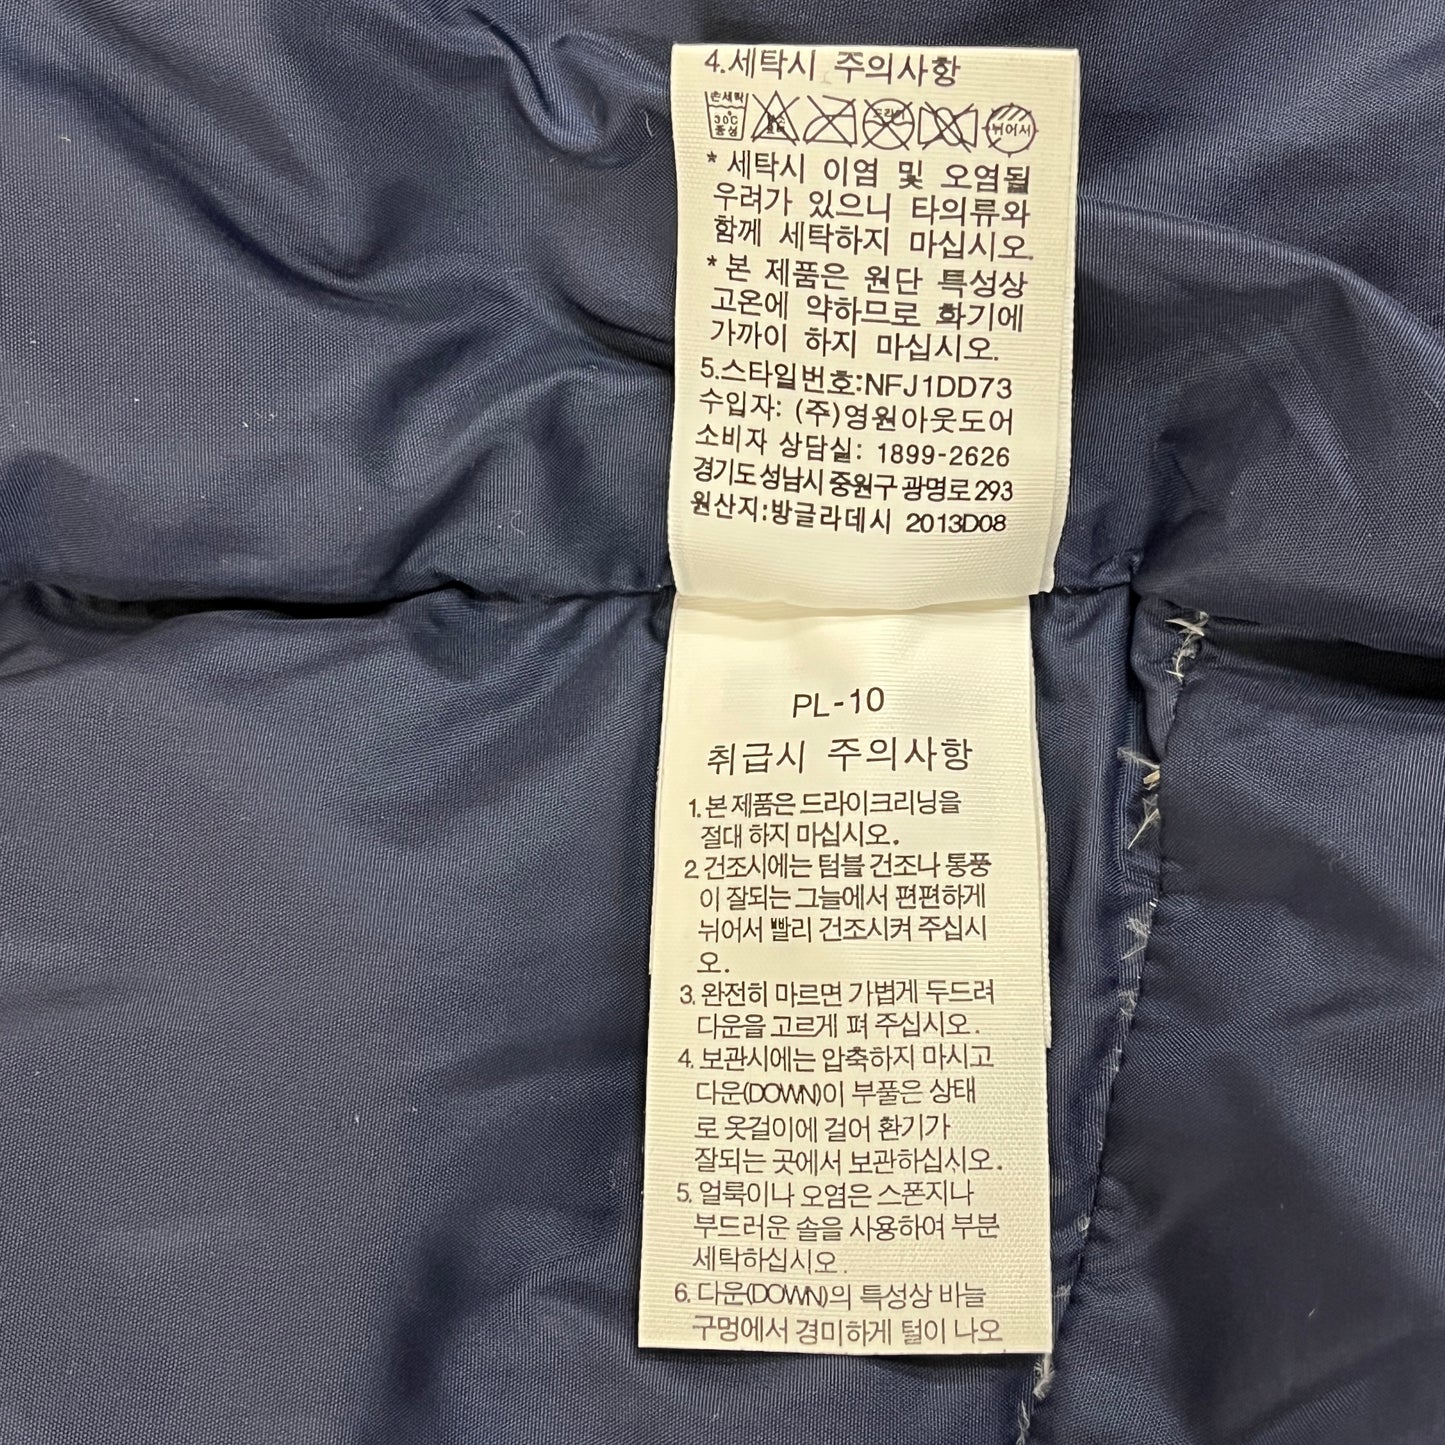 4.세탁시 주의사항
손세탁 30C 중성 드라이 뉘어서
* 세탁시 이염 및 오염될
우려가 있으니 타의류와
함께 세탁하지 마십시오.
* 본 제품은 원단 특성상
고온에 약하므로 화기에
가까이 하지 마십시오.
5.스타일번호:NFJ1DD73
수입자: (주)영원아웃도어
소비자 상담실: 1899-2626
경기도성남시 중원구 광명로 293
원산지:방글라데시 2013D08
PL-10
취급시 주의사항
1.본 제품은 드라이크리닝을
절대 하지 마십시오.
2.건조시에는 텀블 건조나 통풍
이 잘되는 그늘에서 편편하게
뉘어서 빨리 건조시켜 주십시
오.
3.완전히 마르면 가볍게 두드려
다운을 고르게 펴 주십시오.
4. 보관시에는 압축하지 마시고
다운(DOWN)이 부풀은 상태
로 옷걸이에 걸어 환기가
잘되는 곳에서 보관하십시오.
5. 얼룩이나 오염은 스폰지나
부드러운 솔을 사용하여 부분
세탁하십시오.
6. 다운(DOWN)의 특성상 바늘
구멍에서 경미하게 털이 나오